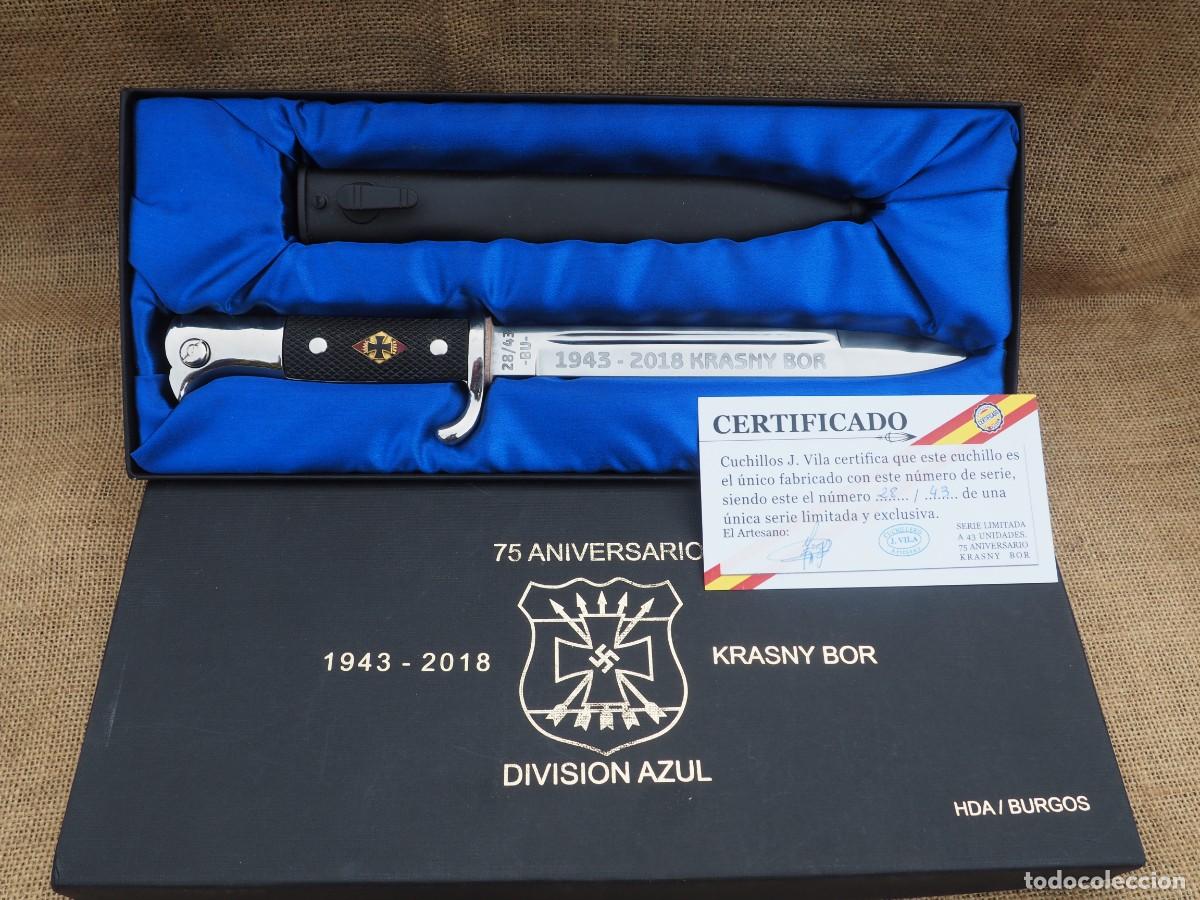 28/43
-BU-
1943 - 2018 KRASNY BOR
CERTIFICADO
Cuchillos J. Vila certifica que este cuchillo es
el único fabricado con este número de serie,
siendo este el número 28 / 43 de una
única serie limitada y exclusiva.
El Artesano:
J. VILA
SERIE LIMITADA
A 43 UNIDADES.
75 ANIVERSARIO
KRASNY BOR
75 ANIVERSARIO
1943 - 2018
KRASNY BOR
DIVISION AZUL
HDA / BURGOS
todocoleccion